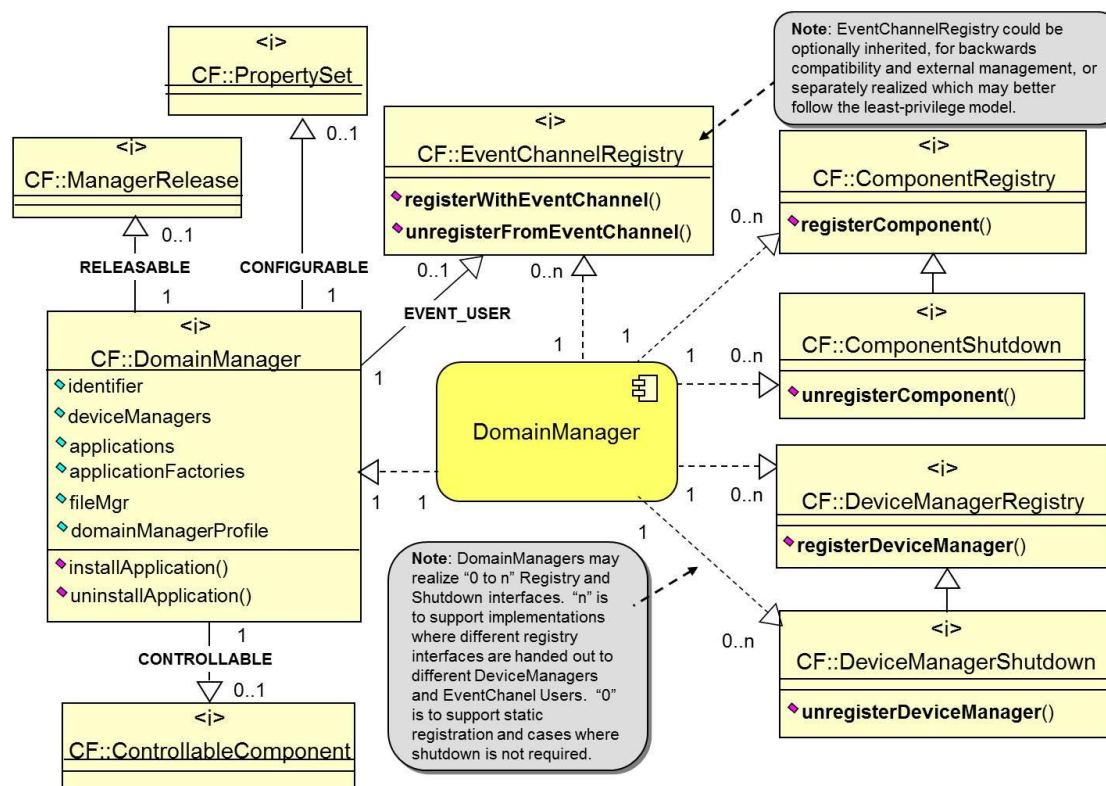 <i>
CF::PropertySet
0..1
<i>
CF::ManagerRelease
0..1
RELEASABLE
1
CONFIGURABLE
1
<i>
CF::EventChannelRegistry
registerWithEventChannel()
unregisterFromEventChannel()
0..1
0..n
EVENT_USER
1
1
Note: EventChannelRegistry could be
optionally inherited, for backwards
compatibility and external management, or
separately realized which may better
follow the least-privilege model.
<i>
CF::ComponentRegistry
registerComponent()
0..n
1
<i>
CF::ComponentShutdown
unregisterComponent()
1
0..n
<i>
CF::DomainManager
identifier
deviceManagers
applications
applicationFactories
fileMgr
domainManagerProfile
installApplication()
uninstallApplication()
1
1
DomainManager
1
0..n
<i>
CF::DeviceManagerRegistry
registerDeviceManager()
1
0..n
<i>
CF::DeviceManagerShutdown
unregisterDeviceManager()
Note: DomainManagers may
realize “0 to n” Registry and
Shutdown interfaces. “n” is
to support implementations
where different registry
interfaces are handed out to
different DeviceManagers
and EventChanel Users. “0”
is to support static
registration and cases where
shutdown is not required.
1
CONTROLLABLE
0..1
<i>
CF::ControllableComponent